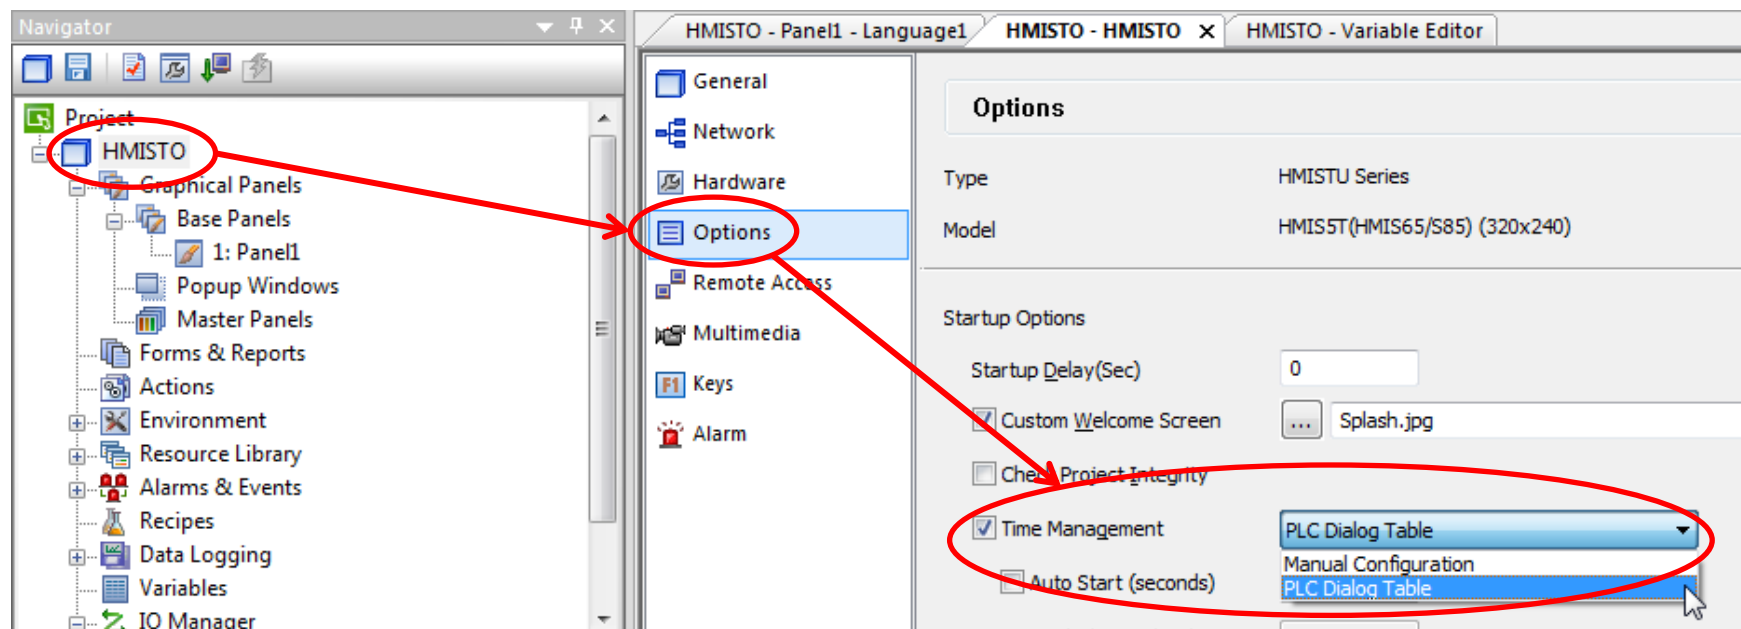 Navigator
Project
HMISTO
Graphical Panels
Base Panels
1: Panel1
Popup Windows
Master Panels
Forms & Reports
Actions
Environment
Resource Library
Alarms & Events
Recipes
Data Logging
Variables
IO Manager
HMISTO - Panel1 - Language1
HMISTO - HMISTO
HMISTO - Variable Editor
General
Network
Hardware
Options
Remote Access
Multimedia
F1 Keys
Alarm
Options
Type HMISTU Series
Model HMIS5T(HMIS65/S85) (320x240)
Startup Options
Startup Delay(Sec) 0
Custom Welcome Screen ... Splash.jpg
Check Project Integrity
Time Management PLC Dialog Table
Manual Configuration
Auto Start (seconds) PLC Dialog Table